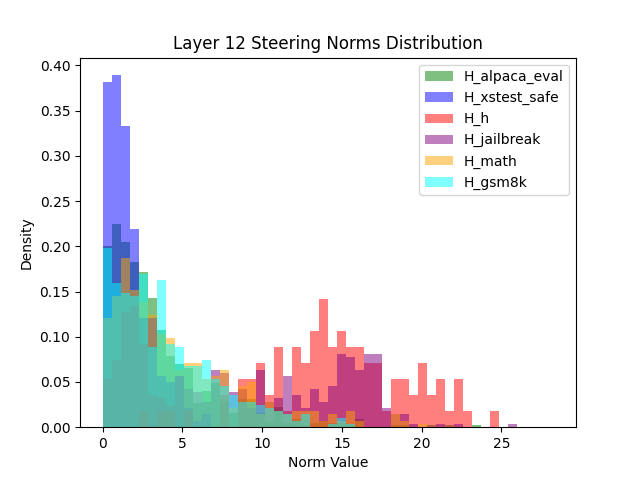 Layer 12 Steering Norms Distribution
H_alpaca_eval
H_xstest_safe
H_h
H_jailbreak
H_math
H_gsm8k
0.40
0.35
0.30
0.25
0.20
0.15
0.10
0.05
0.00
Density
0 5 10 15 20 25
Norm Value